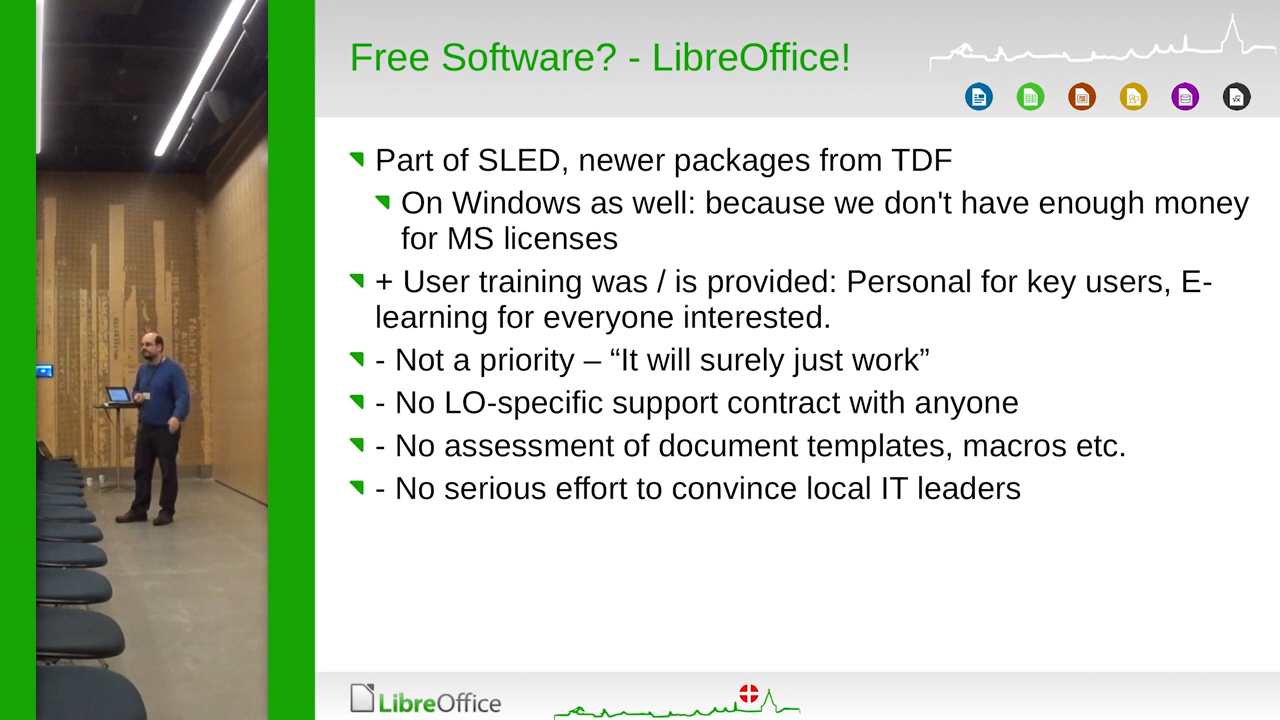 Free Software? - LibreOffice!
Part of SLED, newer packages from TDF
On Windows as well: because we don't have enough money
for MS licenses
+ User training was / is provided: Personal for key users, E-
learning for everyone interested.
- Not a priority – “It will surely just work”
- No LO-specific support contract with anyone
- No assessment of document templates, macros etc.
- No serious effort to convince local IT leaders
LibreOffice